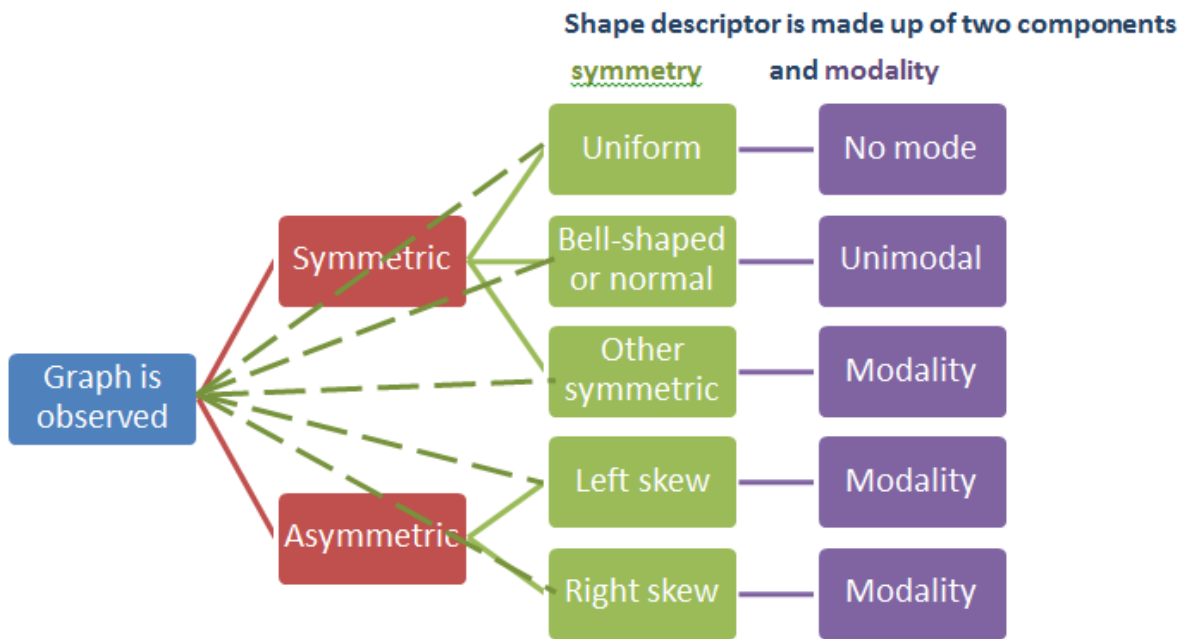 Shape descriptor is made up of two components
symmetry and modality
Uniform
No mode
Symmetric
Bell-shaped
or normal
Unimodal
Other
symmetric
Modality
Graph is
observed
Left skew
Modality
Asymmetric
Right skew
Modality